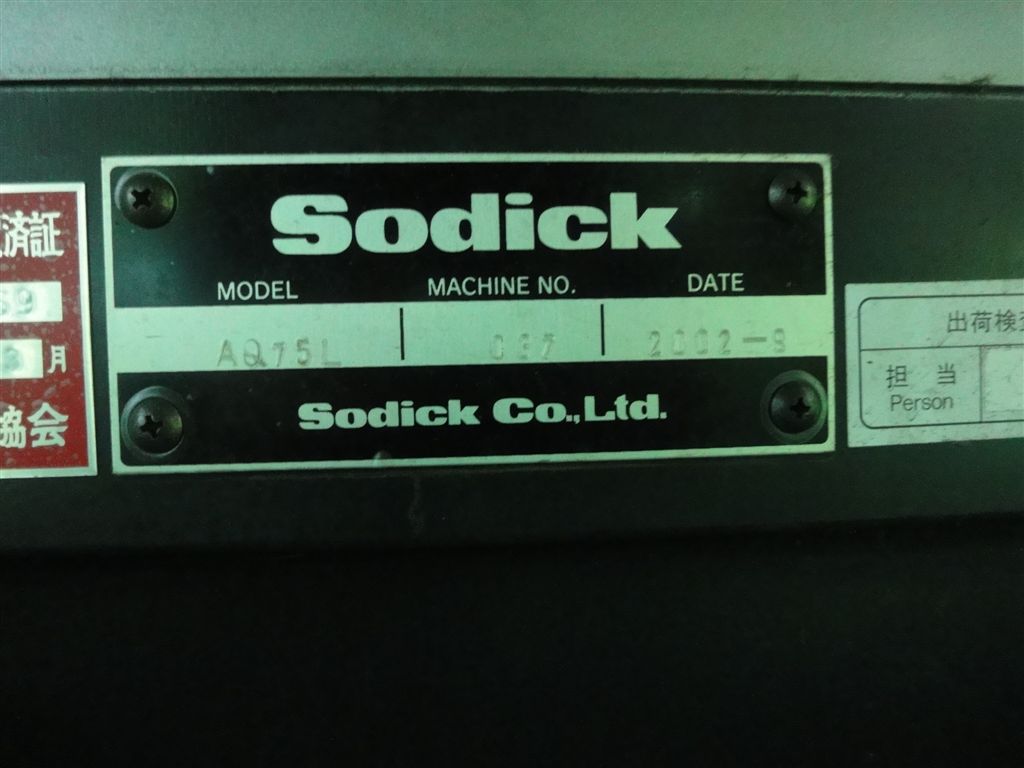 Sodick
MODEL MACHINE NO. DATE
AQ75L 2002-
Sodick Co.,Ltd.
済証
69
月
協会
出荷検
担当
Person